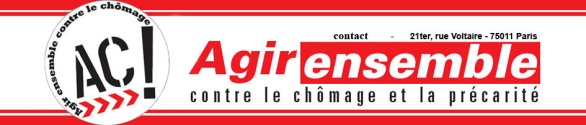 Agir ensemble contre le chômage
AC!
contact - 21ter, rue Voltaire - 75011 Paris
Agir ensemble
contre le chômage et la précarité